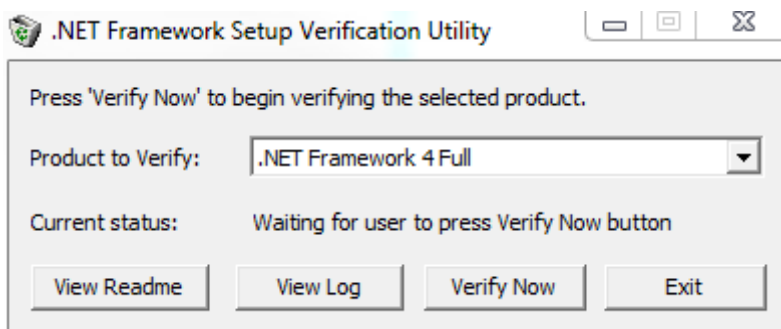 .NET Framework Setup Verification Utility
Press 'Verify Now' to begin verifying the selected product.
Product to Verify: .NET Framework 4 Full
Current status: Waiting for user to press Verify Now button
View Readme View Log Verify Now Exit